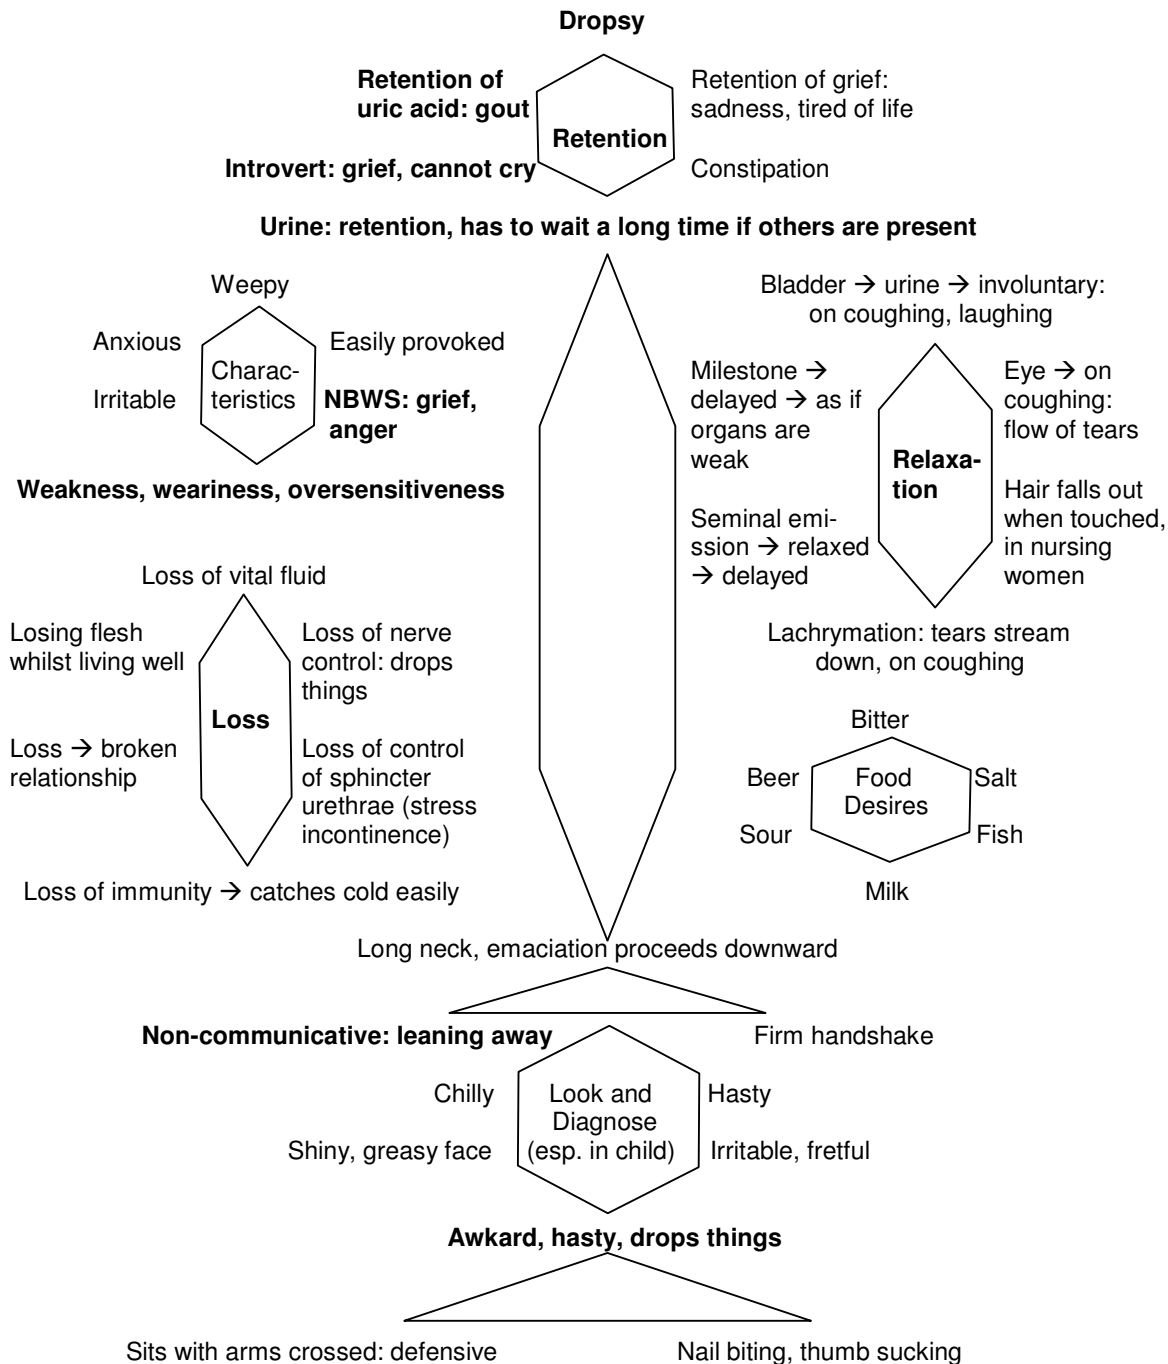 Dropsy
Retention of
uric acid: gout
Retention of grief:
sadness, tired of life
Retention
Introvert: grief, cannot cry
Constipation
Urine: retention, has to wait a long time if others are present
Weepy
Anxious
Easily provoked
Charac-
teristics
Irritable
NBWS: grief,
anger
Weakness, weariness, oversensitiveness
Bladder → urine → involuntary:
on coughing, laughing
Milestone →
delayed → as if
organs are
weak
Eye → on
coughing:
flow of tears
Relaxa-
tion
Seminal emi-
ssion → relaxed
→ delayed
Hair falls out
when touched,
in nursing
women
Lachrymation: tears stream
down, on coughing
Loss of vital fluid
Losing flesh
whilst living well
Loss of nerve
control: drops
things
Loss
Loss → broken
relationship
Loss of control
of sphincter
urethrae (stress
incontinence)
Loss of immunity → catches cold easily
Bitter
Beer
Food
Desires
Salt
Sour
Fish
Milk
Long neck, emaciation proceeds downward
Non-communicative: leaning away
Firm handshake
Chilly
Look and
Diagnose
(esp. in child)
Hasty
Shiny, greasy face
Irritable, fretful
Awkard, hasty, drops things
Sits with arms crossed: defensive
Nail biting, thumb sucking